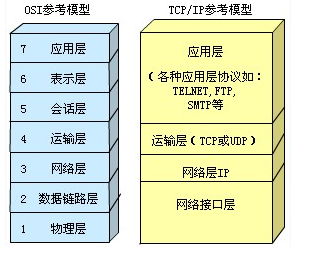 OSI参考模型
7 应用层
6 表示层
5 会话层
4 运输层
3 网络层
2 数据链路层
1 物理层
TCP/IP参考模型
应用层
(各种应用层协议如:
TELNET, FTP,
SMTP等
运输层(TCP或UDP)
网络层IP
网络接口层